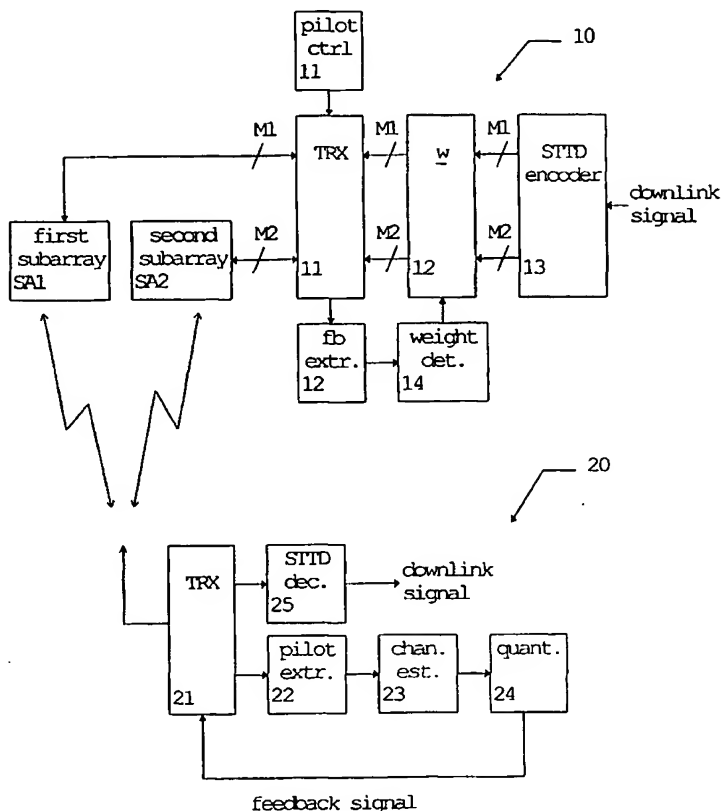 pilot
ctrl
11
10
M1
M1
M1
TRX
w
STTD
encoder
downlink
signal
first
subarray
SA1
second
subarray
SA2
M2
M2
M2
11
12
13
fb
extr.
12
weight
det.
14
20
TRX
21
STTD
dec.
25
downlink
signal
pilot
extr.
22
chan.
est.
23
quant.
24
feedback signal